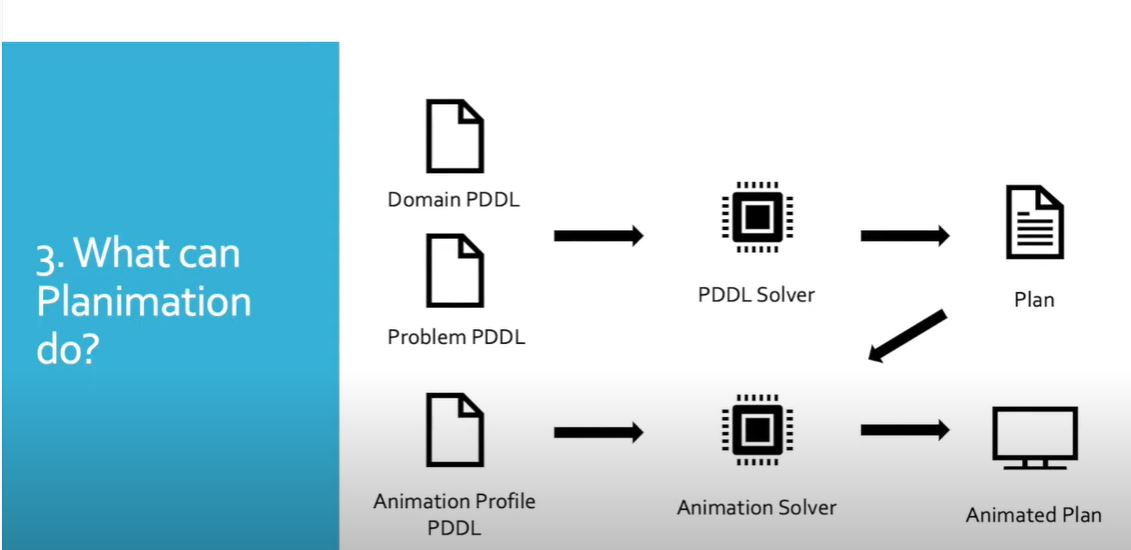 3. What can
Planimation
do?
Domain PDDL
Problem PDDL
PDDL Solver
Plan
Animation Profile
PDDL
Animation Solver
Animated Plan